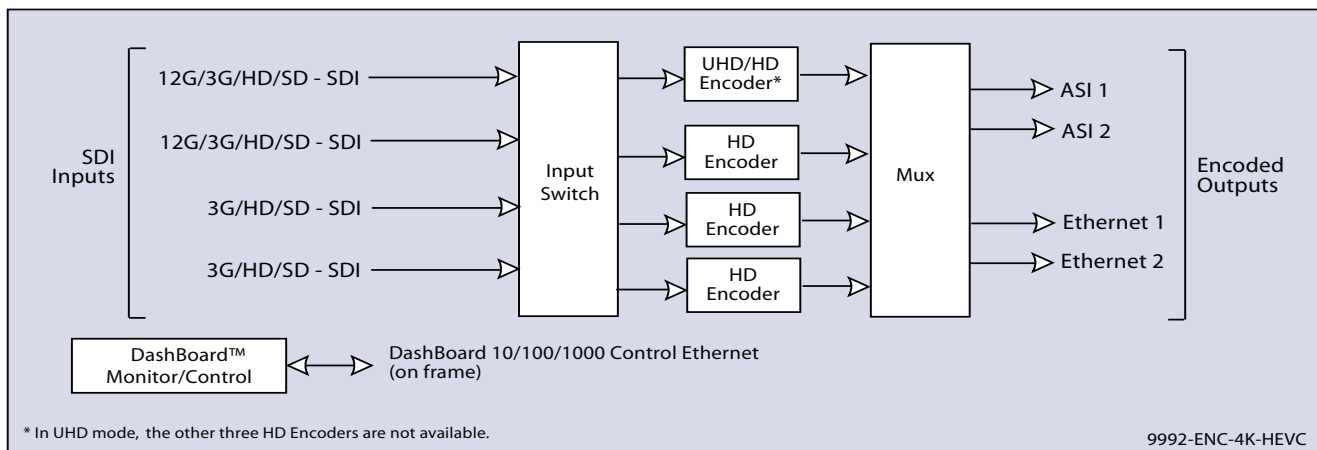 12G/3G/HD/SD - SDI
12G/3G/HD/SD - SDI
3G/HD/SD - SDI
3G/HD/SD - SDI
SDI
Inputs
Input
Switch
UHD/HD
Encoder*
HD
Encoder
HD
Encoder
HD
Encoder
Mux
ASI 1
ASI 2
Ethernet 1
Ethernet 2
Encoded
Outputs
DashBoard™
Monitor/Control
DashBoard 10/100/1000 Control Ethernet
(on frame)
* In UHD mode, the other three HD Encoders are not available.
9992-ENC-4K-HEVC